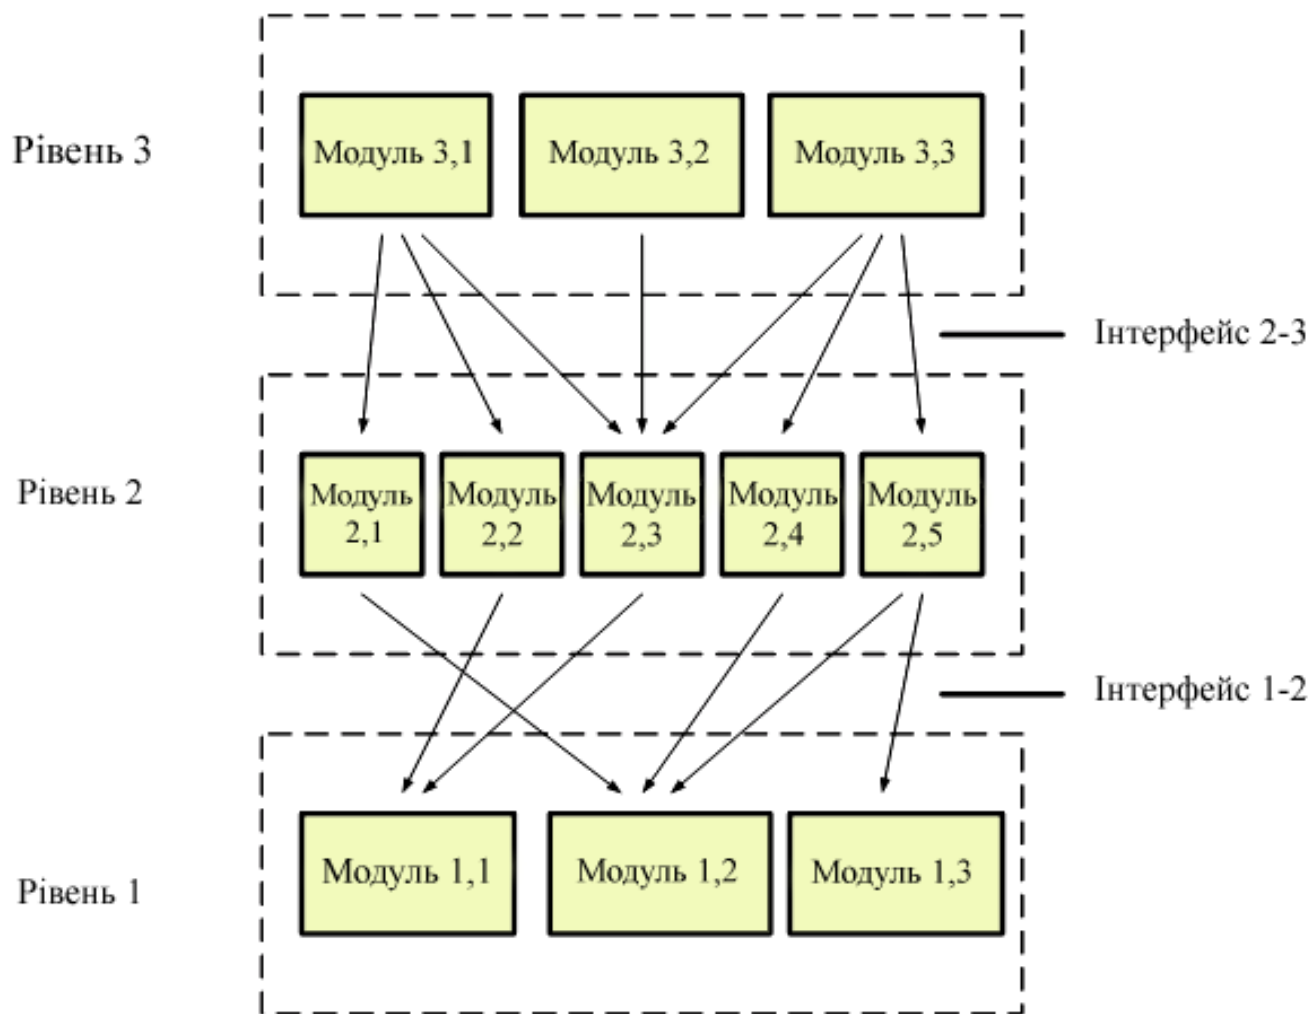 Рівень 3
Модуль 3,1
Модуль 3,2
Модуль 3,3
Інтерфейс 2-3
Рівень 2
Модуль
2,1
Модуль
2,2
Модуль
2,3
Модуль
2,4
Модуль
2,5
Інтерфейс 1-2
Рівень 1
Модуль 1,1
Модуль 1,2
Модуль 1,3